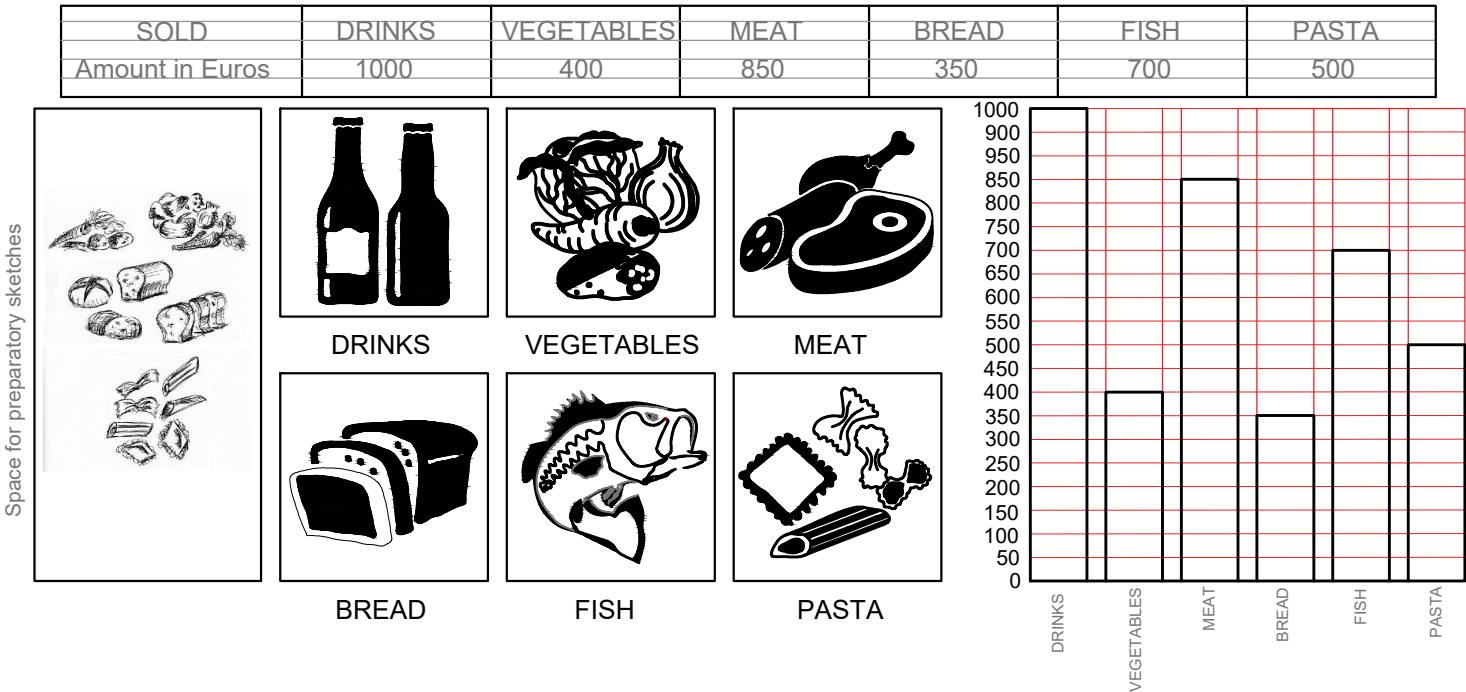 SOLD DRINKS VEGETABLES MEAT BREAD FISH PASTA
Amount in Euros 1000 400 850 350 700 500
Space for preparatory sketches
DRINKS VEGETABLES MEAT
BREAD FISH PASTA
1000
900
950
850
800
750
700
650
600
550
500
450
400
350
300
250
200
150
100
50
0
DRINKS
VEGETABLES
MEAT
BREAD
FISH
PASTA